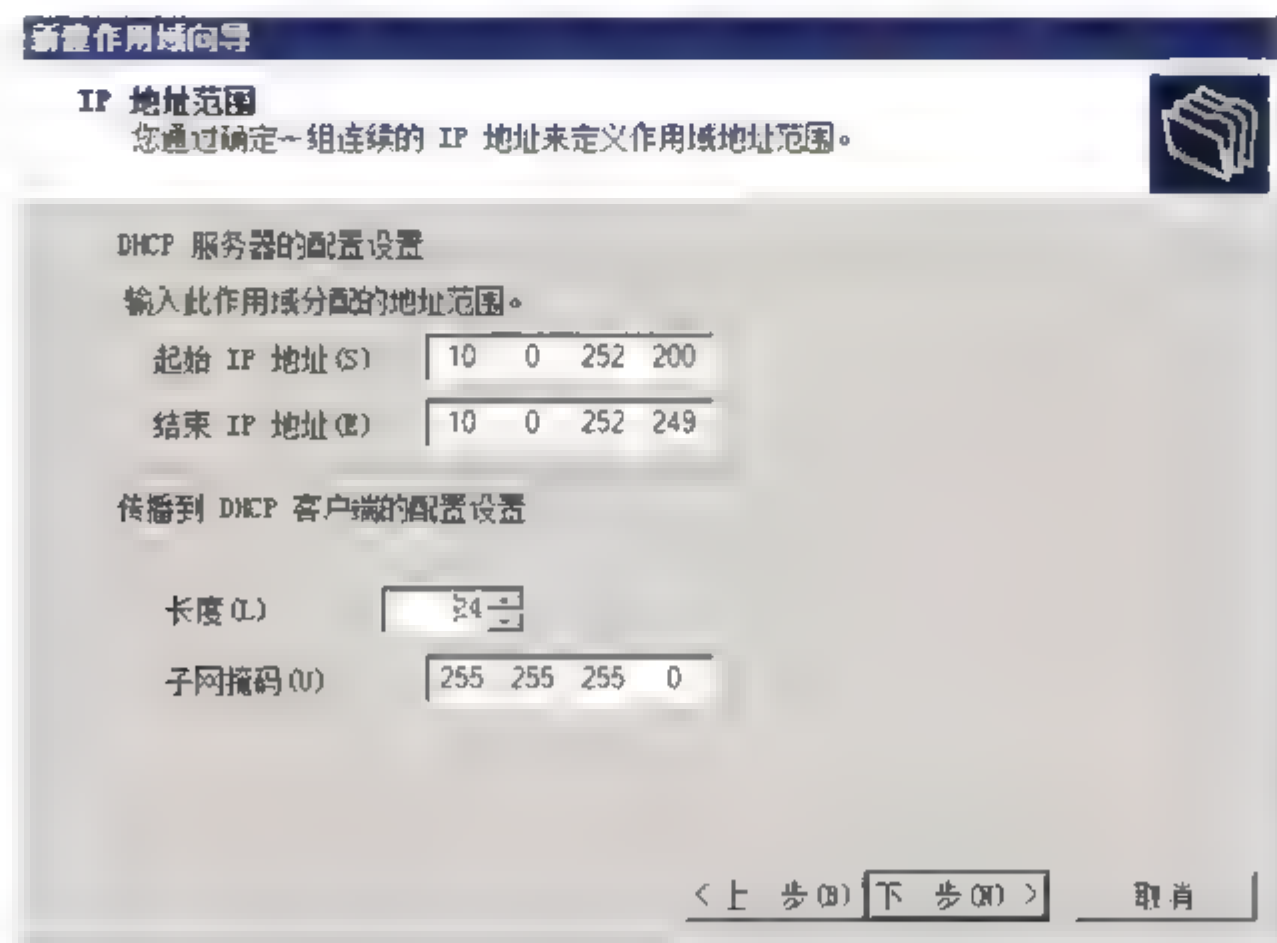 新建作用域向导
IP 地址范围
您通过确定一组连续的 IP 地址来定义作用域地址范围。
DHCP 服务器的配置设置
输入此作用域分配的地址范围。
起始 IP 地址(S) 10 0 252 200
结束 IP 地址(E) 10 0 252 249
传播到 DHCP 客户端的配置设置
长度(L) 24
子网掩码(U) 255 255 255 0
< 上 步(B) 下 步(N) > 取消